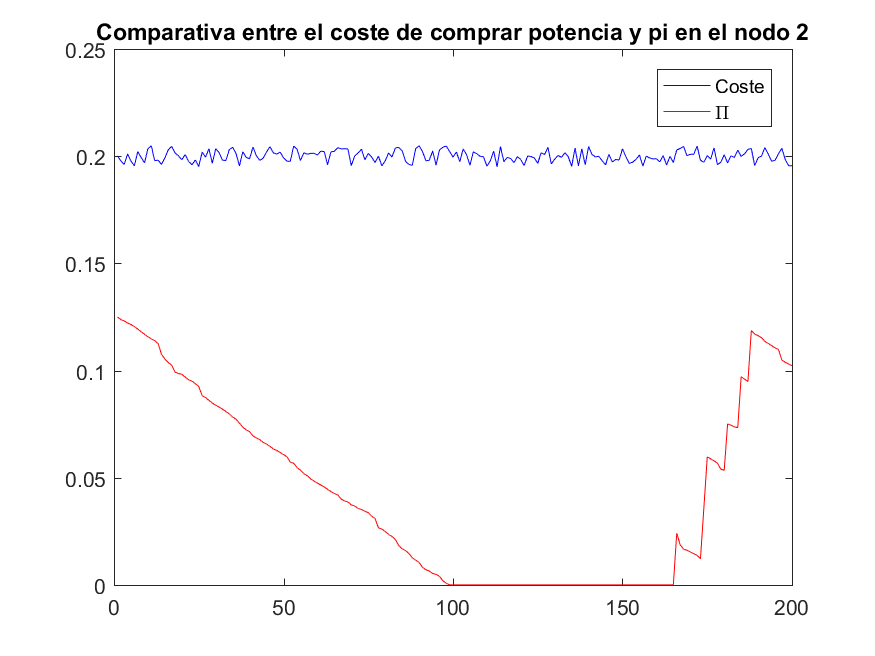 Comparativa entre el coste de comprar potencia y pi en el nodo 2
0.25
0.2
0.15
0.1
0.05
0
0 50 100 150 200
Coste
Π